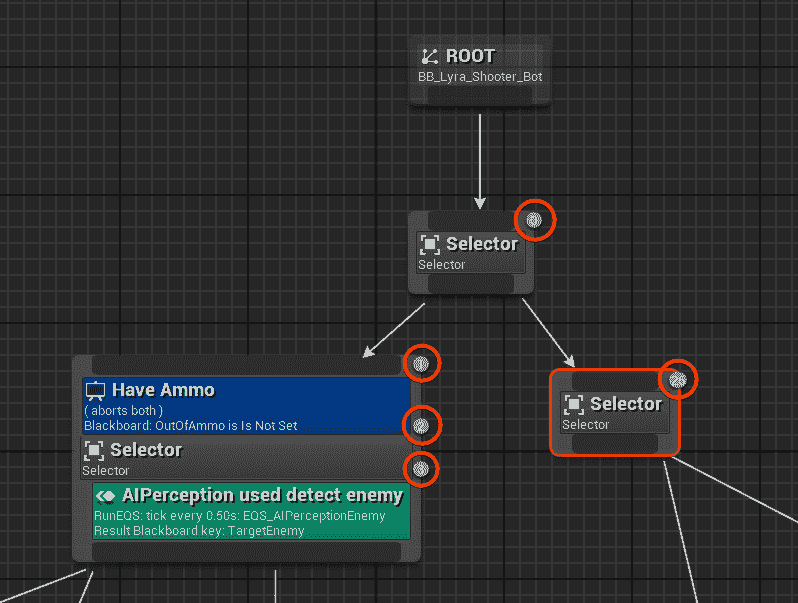 ROOT
BB_Lyra_Shooter_Bot
Selector
Selector
Have Ammo
( aborts both )
Blackboard: OutOfAmmo is Is Not Set
Selector
Selector
AIPerception used detect enemy
RunEQS: tick every 0.50s: EQS_AIPerceptionEnemy
Result Blackboard key: TargetEnemy
Selector
Selector